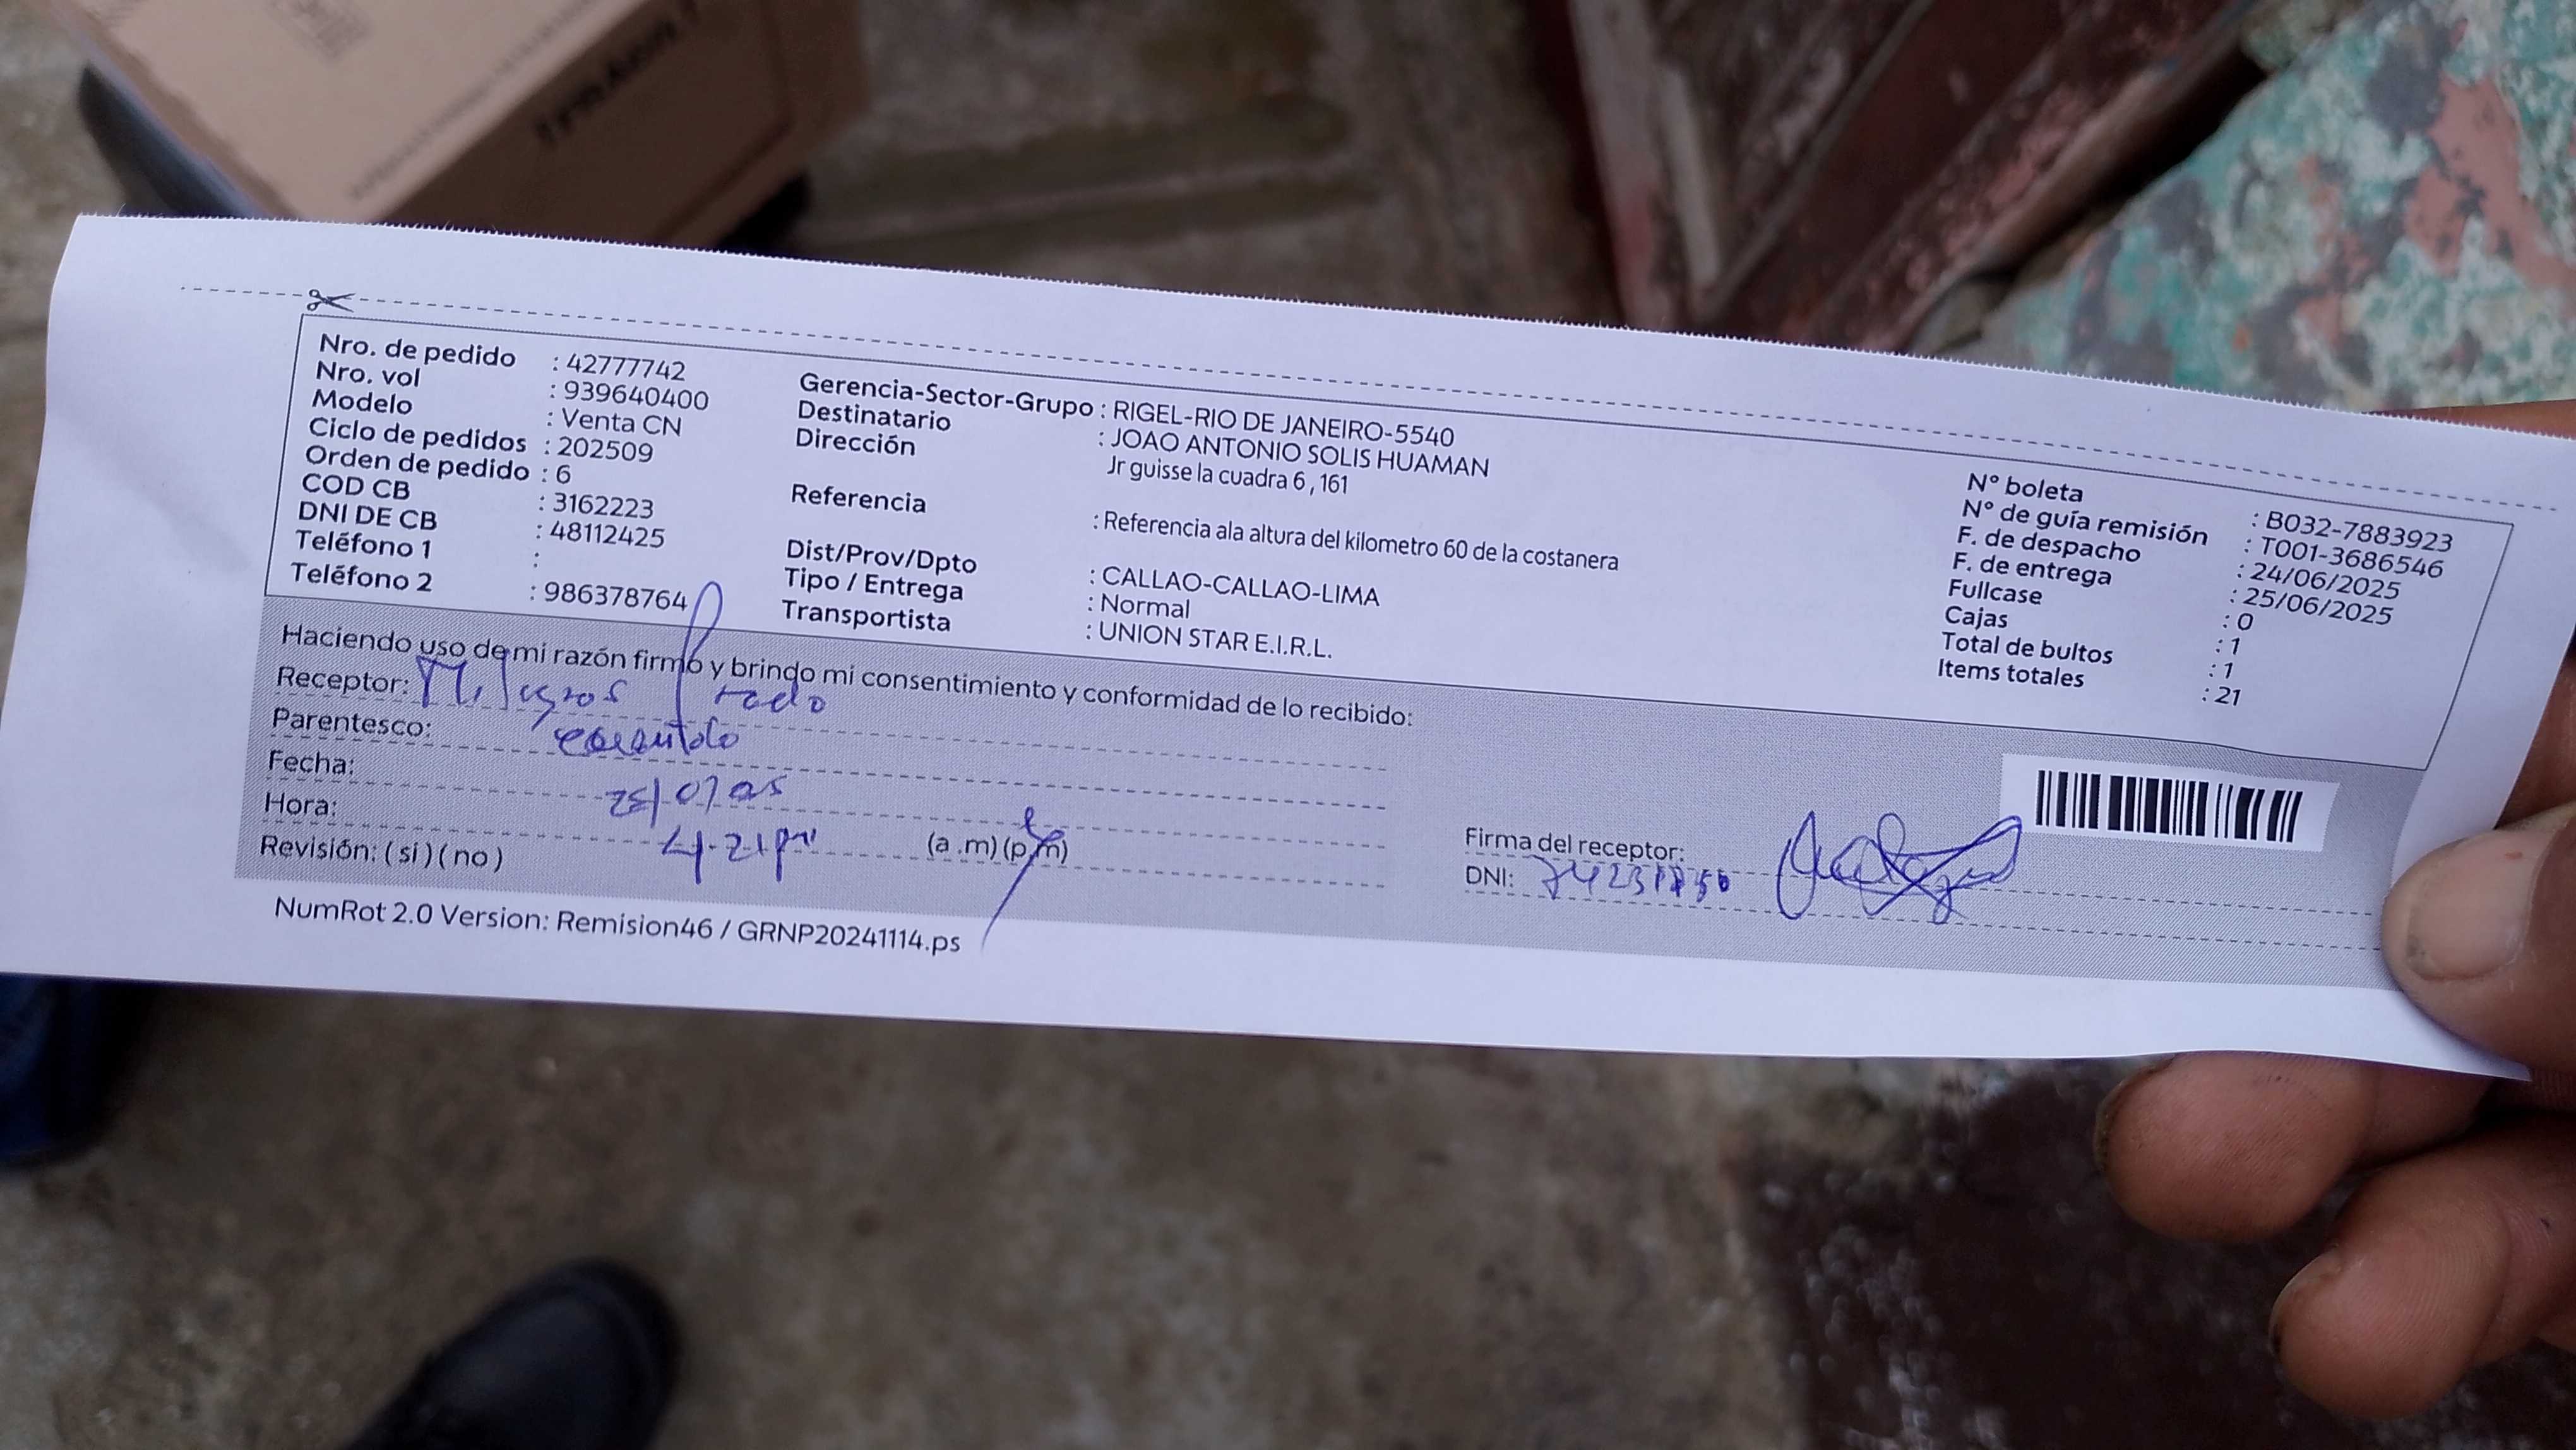 Nro. de pedido : 42777742
Nro. vol : 939640400
Modelo : Venta CN
Ciclo de pedidos : 202509
Orden de pedido : 6
COD CB : 3162223
DNI DE CB : 48112425
Teléfono 1 :
Teléfono 2 : 986378764
Gerencia-Sector-Grupo : RIGEL-RIO DE JANEIRO-5540
Destinatario : JOAO ANTONIO SOLIS HUAMAN
Dirección Jr guisse la cuadra 6 , 161
Referencia : Referencia ala altura del kilometro 60 de la costanera
Dist/Prov/Dpto : CALLAO-CALLAO-LIMA
Tipo / Entrega : Normal
Transportista : UNION STAR E.I.R.L.
N° boleta : B032-7883923
N° de guía remisión : T001-3686546
F. de despacho : 24/06/2025
F. de entrega : 25/06/2025
Fullcase : 0
Cajas : 1
Total de bultos : 1
Items totales : 21
Haciendo uso de mi razón firmo y brindo mi consentimiento y conformidad de lo recibido:
Receptor: Milagros Prado
Parentesco:
Fecha:
Hora: 4.21pm (a .m) (p.m)
Revisión: ( si ) ( no )
Firma del receptor:
DNI:
NumRot 2.0 Version: Remision46 / GRNP20241114.ps